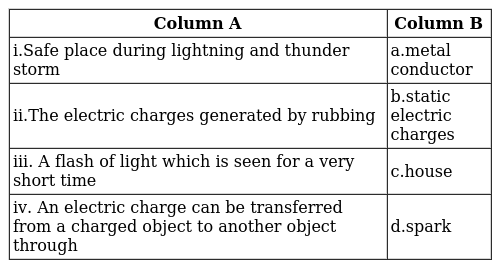 Column A Column B
i.Safe place during lightning and thunder storm a.metal conductor
ii.The electric charges generated by rubbing b.static electric charges
iii. A flash of light which is seen for a very short time c.house
iv. An electric charge can be transferred from a charged object to another object through d.spark